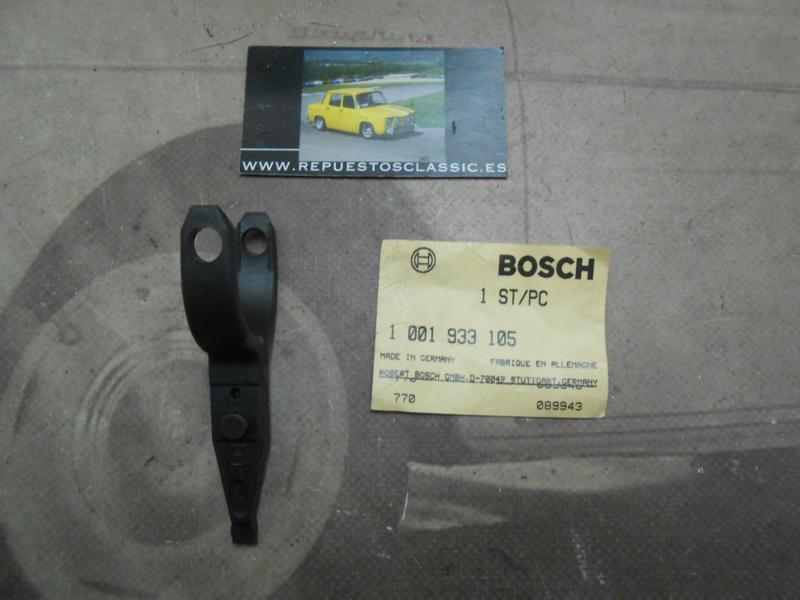 WWW.REPUESTOSCLASSIC.ES
BOSCH
1 ST/PC
1 001 933 105
MADE IN GERMANY FABRIQUE EN ALLEMAGNE
ROBERT BOSCH GMBH,D-70049 STUTTGART,GERMANY
770 089943